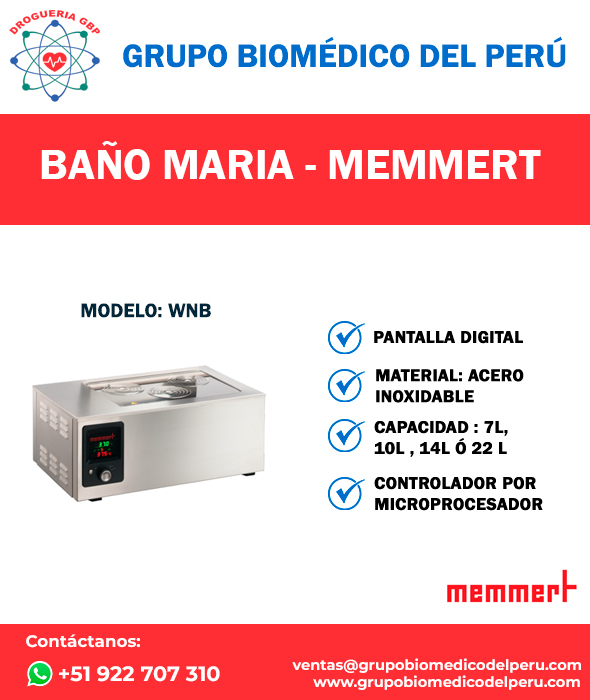 DROGUERIA GBP
GRUPO BIOMÉDICO DEL PERÚ
BAÑO MARIA - MEMMERT
MODELO: WNB
PANTALLA DIGITAL
MATERIAL: ACERO
INOXIDABLE
CAPACIDAD : 7L,
10L , 14L Ó 22 L
CONTROLADOR POR
MICROPROCESADOR
memmert
memmert
Contáctanos:
+51 922 707 310
ventas@grupobiomedicodelperu.com
www.grupobiomedicodelperu.com